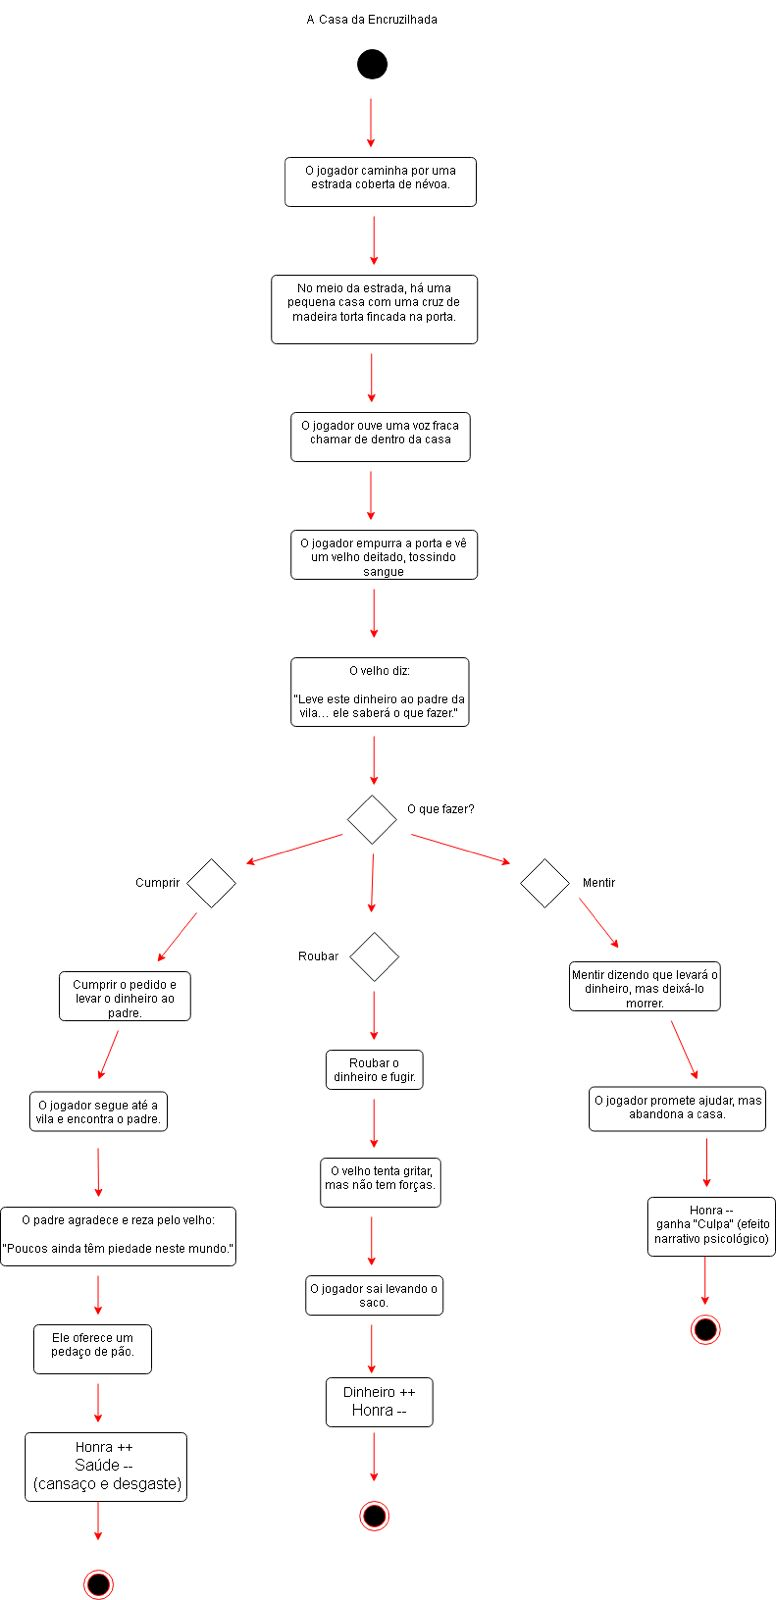 A Casa da Encruzilhada
O jogador caminha por uma
estrada coberta de névoa.
No meio da estrada, há uma
pequena casa com uma cruz de
madeira torta fincada na porta.
O jogador ouve uma voz fraca
chamar de dentro da casa
O jogador empurra a porta e vê
um velho deitado, tossindo
sangue
O velho diz:
"Leve este dinheiro ao padre da
vila... ele saberá o que fazer."
O que fazer?
Cumprir
Cumprir o pedido e
levar o dinheiro ao
padre.
O jogador segue até a
vila e encontra o padre.
O padre agradece e reza pelo velho:
"Poucos ainda têm piedade neste mundo."
Ele oferece um
pedaço de pão.
Honra ++
Saúde --
(cansaço e desgaste)
Roubar
Roubar o
dinheiro e fugir.
O velho tenta gritar,
mas não tem forças.
O jogador sai levando o
saco.
Dinheiro ++
Honra --
Mentir
Mentir dizendo que levará o
dinheiro, mas deixá-lo
morrer.
O jogador promete ajudar, mas
abandona a casa.
Honra --
ganha "Culpa" (efeito
narrativo psicológico)